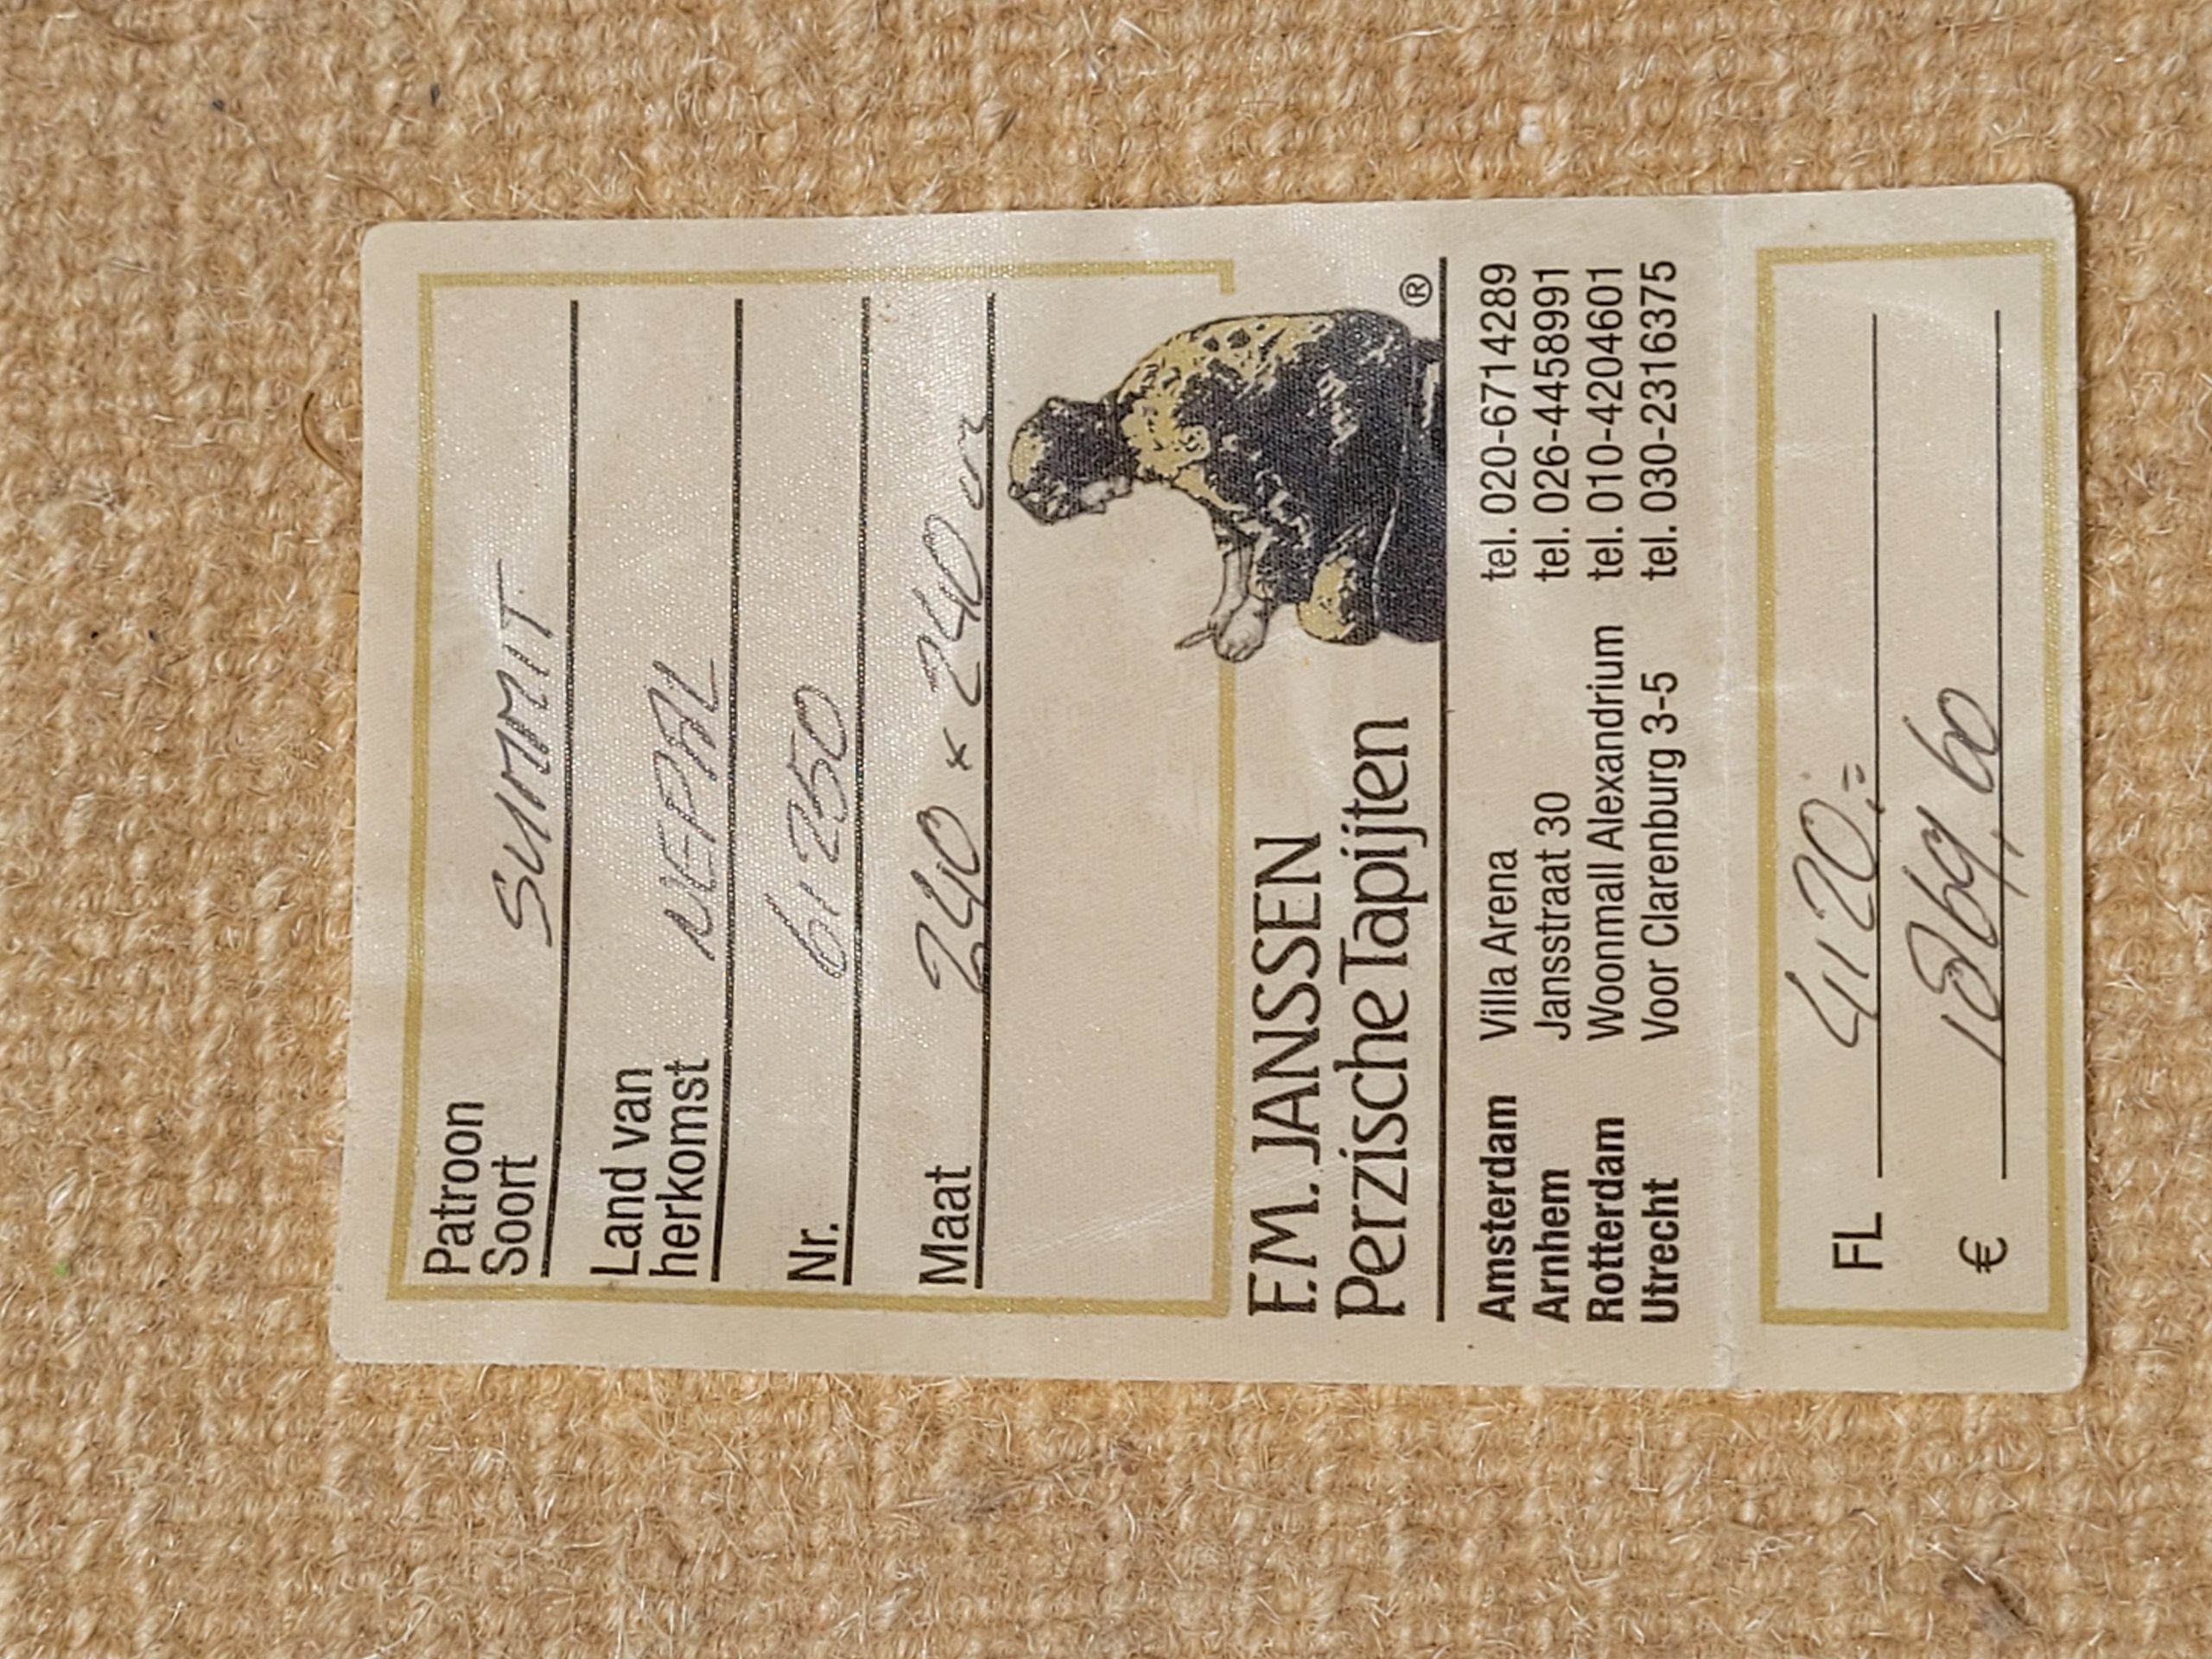 Patroon
Soort SUMMIT
Land van
herkomst NEPAL
Nr. 61250
Maat 240 x 240 cm
®
F.M. JANSSEN
Perzische Tapijten
Amsterdam Villa Arena tel. 020-6714289
Arnhem Jansstraat 30 tel. 026-4458991
Rotterdam Woonmall Alexandrium tel. 010-4204601
Utrecht Voor Clarenburg 3-5 tel. 030-2316375
FL 4120,=
€ 1869,60